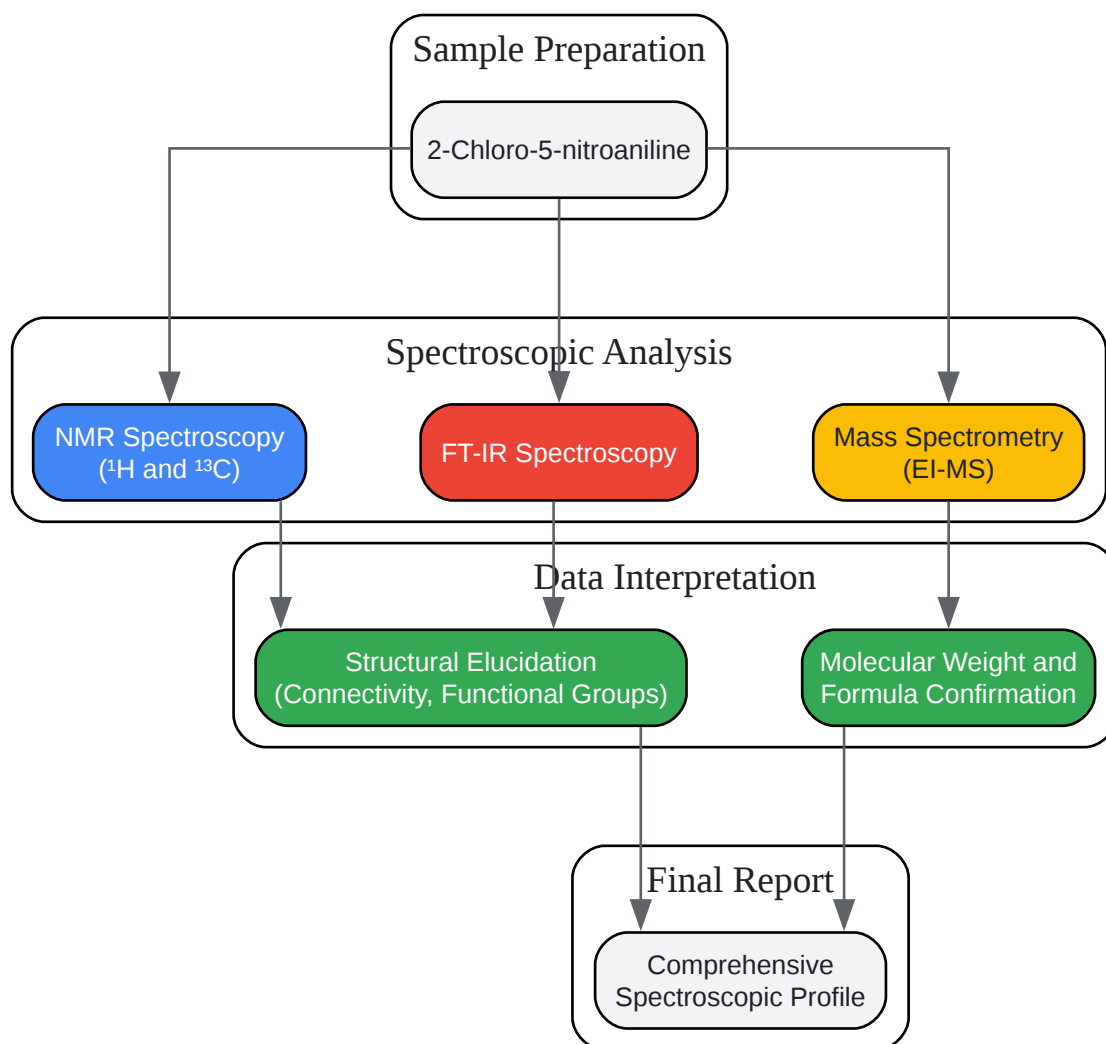 Sample Preparation
2-Chloro-5-nitroaniline
Spectroscopic Analysis
NMR Spectroscopy
(¹H and ¹³C)
FT-IR Spectroscopy
Mass Spectrometry
(EI-MS)
Data Interpretation
Structural Elucidation
(Connectivity, Functional Groups)
Molecular Weight and
Formula Confirmation
Final Report
Comprehensive
Spectroscopic Profile